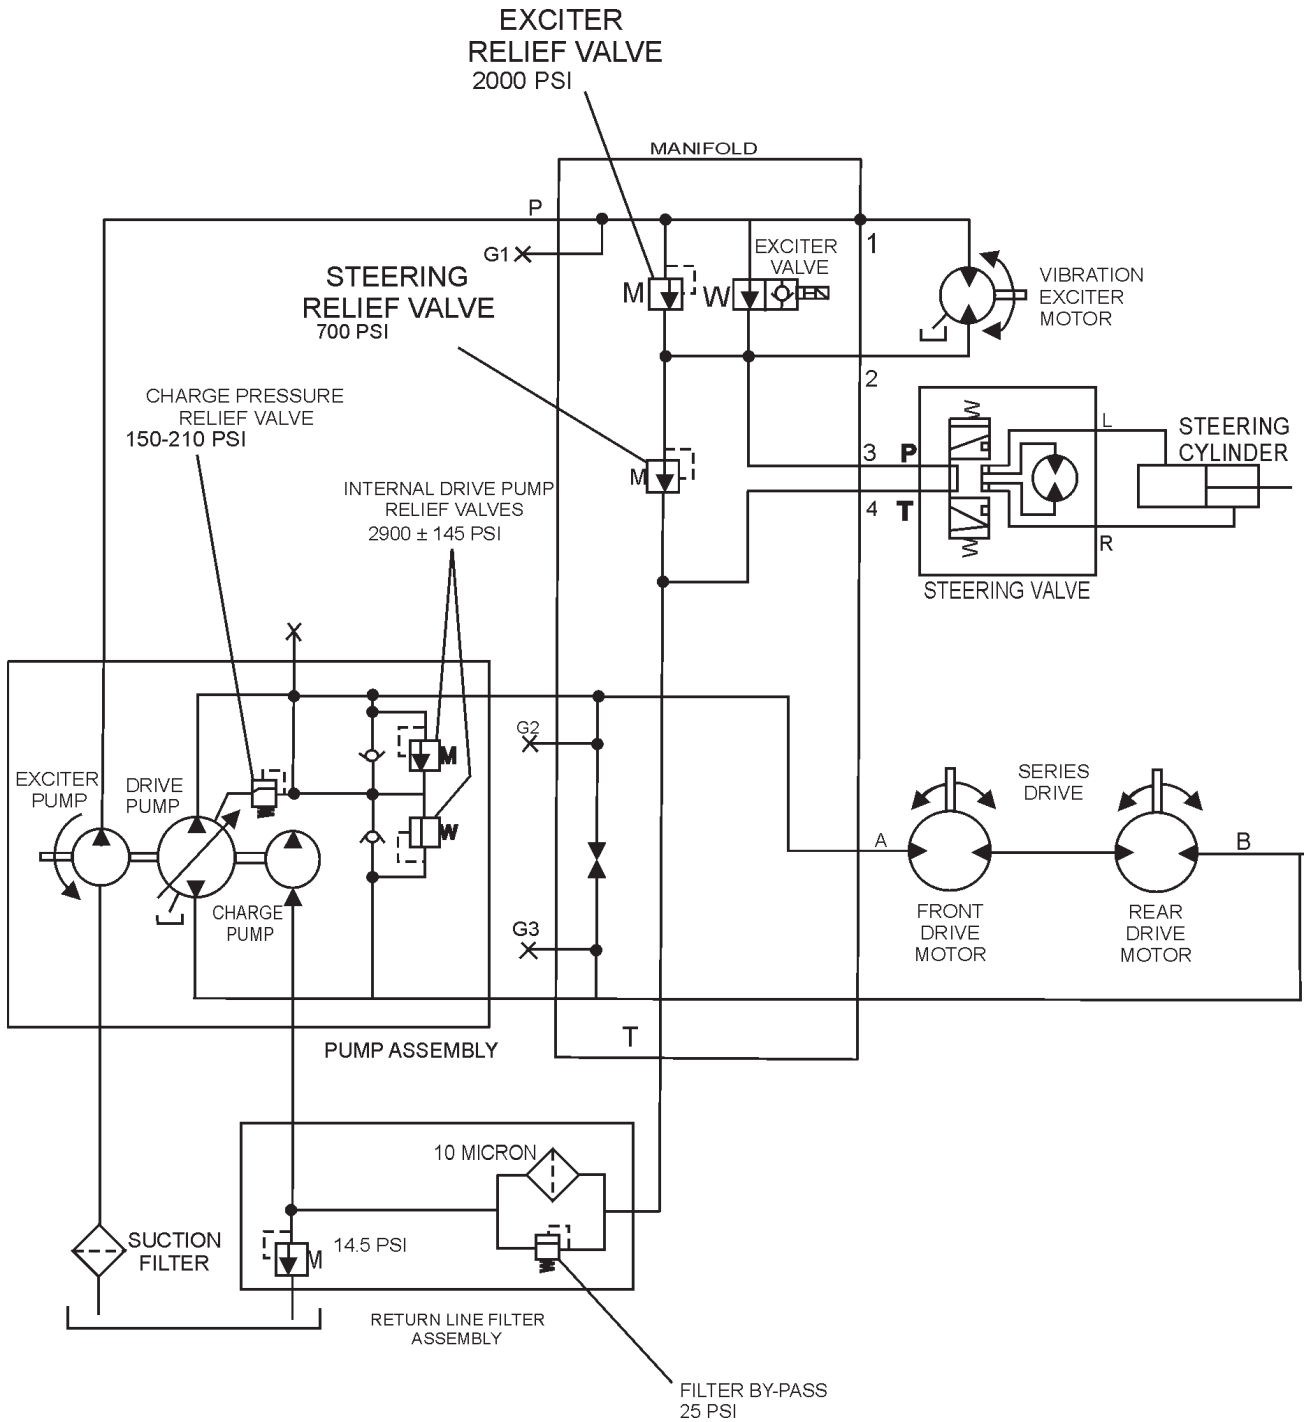 EXCITER
RELIEF VALVE
2000 PSI
MANIFOLD
P
G1
1
EXCITER
VALVE
M
W
VIBRATION
EXCITER
MOTOR
STEERING
RELIEF VALVE
700 PSI
2
CHARGE PRESSURE
RELIEF VALVE
150-210 PSI
L
STEERING
CYLINDER
3
P
M
INTERNAL DRIVE PUMP
RELIEF VALVES
2900 ± 145 PSI
4
T
R
STEERING VALVE
G2
M
EXCITER
PUMP
DRIVE
PUMP
SERIES
DRIVE
W
A
B
CHARGE
PUMP
G3
FRONT
DRIVE
MOTOR
REAR
DRIVE
MOTOR
T
PUMP ASSEMBLY
10 MICRON
SUCTION
FILTER
14.5 PSI
M
RETURN LINE FILTER
ASSEMBLY
FILTER BY-PASS
25 PSI